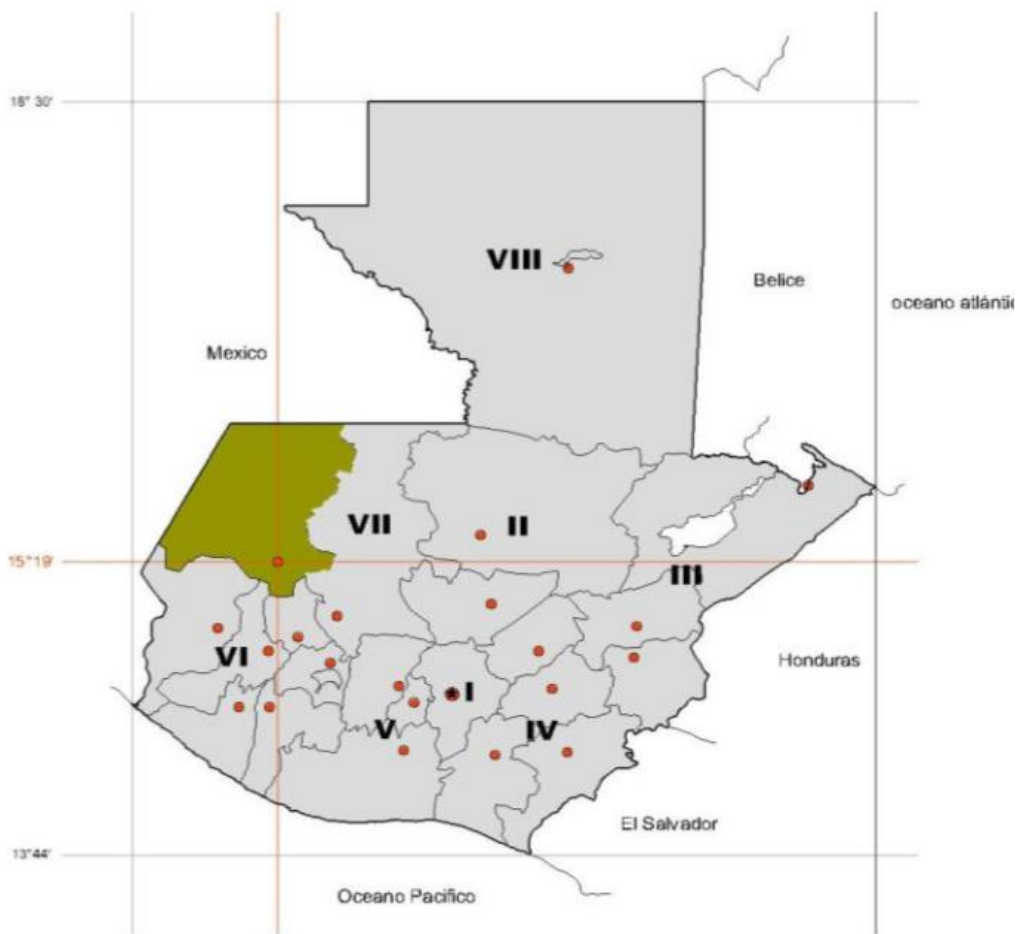 18° 30'
VIII
Belice
oceano atlántic
Mexico
VII
II
15°19'
III
VI
Honduras
I
V
IV
El Salvador
13°44'
Oceano Pacifico